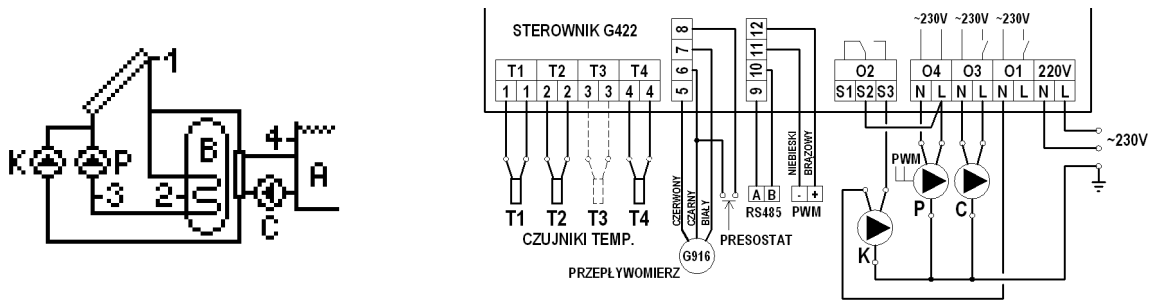 1
K
P
B
4
A
3
2
C
STEROWNIK G422
~230V ~230V ~230V
T1 T2 T3 T4
1 1 2 2 3 3 4 4
8
7
6
5
12
11
10
9
O2 O4 O3 O1 220V
S1 S2 S3 N L N L N L N L
~230V
CZERWONY
CZARNY
BIAŁY
NIEBIESKI
BRĄZOWY
PWM
A B - +
RS485 PWM
T1 T2 T3 T4
CZUJNIKI TEMP.
P C
PRESOSTAT
K
G916
PRZEPŁYWOMIERZ